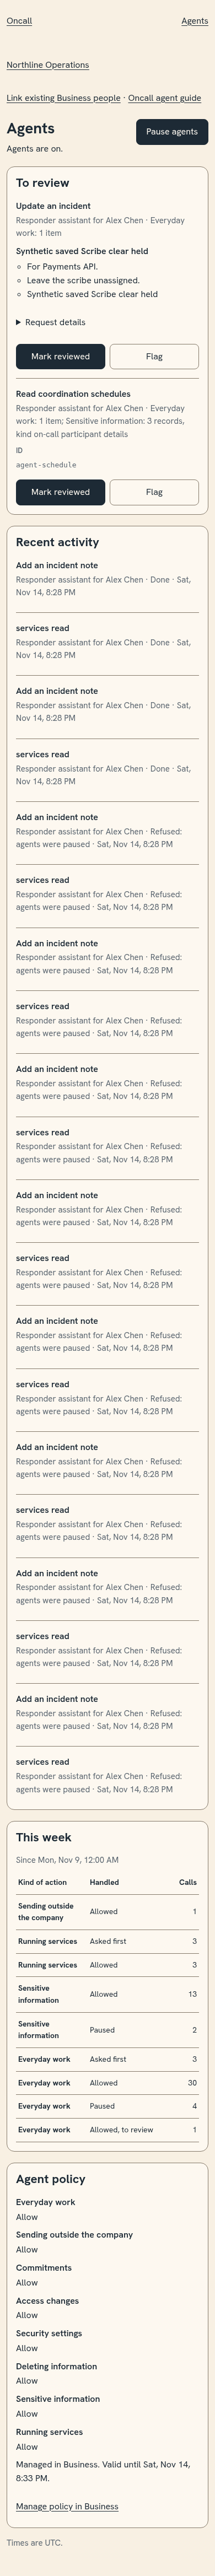 Oncall
Agents
Northline Operations
Link existing Business people · Oncall agent guide
Agents
Pause agents
Agents are on.
To review
Update an incident
Responder assistant for Alex Chen · Everyday
work: 1 item
Synthetic saved Scribe clear held
For Payments API.
Leave the scribe unassigned.
Synthetic saved Scribe clear held
Request details
Mark reviewed
Flag
Read coordination schedules
Responder assistant for Alex Chen · Everyday
work: 1 item; Sensitive information: 3 records,
kind on-call participant details
ID
agent-schedule
Mark reviewed
Flag
Recent activity
Add an incident note
Responder assistant for Alex Chen · Done · Sat,
Nov 14, 8:28 PM
services read
Responder assistant for Alex Chen · Done · Sat,
Nov 14, 8:28 PM
Add an incident note
Responder assistant for Alex Chen · Done · Sat,
Nov 14, 8:28 PM
services read
Responder assistant for Alex Chen · Done · Sat,
Nov 14, 8:28 PM
Add an incident note
Responder assistant for Alex Chen · Refused:
agents were paused · Sat, Nov 14, 8:28 PM
services read
Responder assistant for Alex Chen · Refused:
agents were paused · Sat, Nov 14, 8:28 PM
Add an incident note
Responder assistant for Alex Chen · Refused:
agents were paused · Sat, Nov 14, 8:28 PM
services read
Responder assistant for Alex Chen · Refused:
agents were paused · Sat, Nov 14, 8:28 PM
Add an incident note
Responder assistant for Alex Chen · Refused:
agents were paused · Sat, Nov 14, 8:28 PM
services read
Responder assistant for Alex Chen · Refused:
agents were paused · Sat, Nov 14, 8:28 PM
Add an incident note
Responder assistant for Alex Chen · Refused:
agents were paused · Sat, Nov 14, 8:28 PM
services read
Responder assistant for Alex Chen · Refused:
agents were paused · Sat, Nov 14, 8:28 PM
Add an incident note
Responder assistant for Alex Chen · Refused:
agents were paused · Sat, Nov 14, 8:28 PM
services read
Responder assistant for Alex Chen · Refused:
agents were paused · Sat, Nov 14, 8:28 PM
Add an incident note
Responder assistant for Alex Chen · Refused:
agents were paused · Sat, Nov 14, 8:28 PM
services read
Responder assistant for Alex Chen · Refused:
agents were paused · Sat, Nov 14, 8:28 PM
Add an incident note
Responder assistant for Alex Chen · Refused:
agents were paused · Sat, Nov 14, 8:28 PM
services read
Responder assistant for Alex Chen · Refused:
agents were paused · Sat, Nov 14, 8:28 PM
Add an incident note
Responder assistant for Alex Chen · Refused:
agents were paused · Sat, Nov 14, 8:28 PM
services read
Responder assistant for Alex Chen · Refused:
agents were paused · Sat, Nov 14, 8:28 PM
This week
Since Mon, Nov 9, 12:00 AM
Kind of action Handled Calls
Sending outside
the company Allowed 1
Running services Asked first 3
Running services Allowed 3
Sensitive
information Allowed 13
Sensitive
information Paused 2
Everyday work Asked first 3
Everyday work Allowed 30
Everyday work Paused 4
Everyday work Allowed, to review 1
Agent policy
Everyday work
Allow
Sending outside the company
Allow
Commitments
Allow
Access changes
Allow
Security settings
Allow
Deleting information
Allow
Sensitive information
Allow
Running services
Allow
Managed in Business. Valid until Sat, Nov 14,
8:33 PM.
Manage policy in Business
Times are UTC.